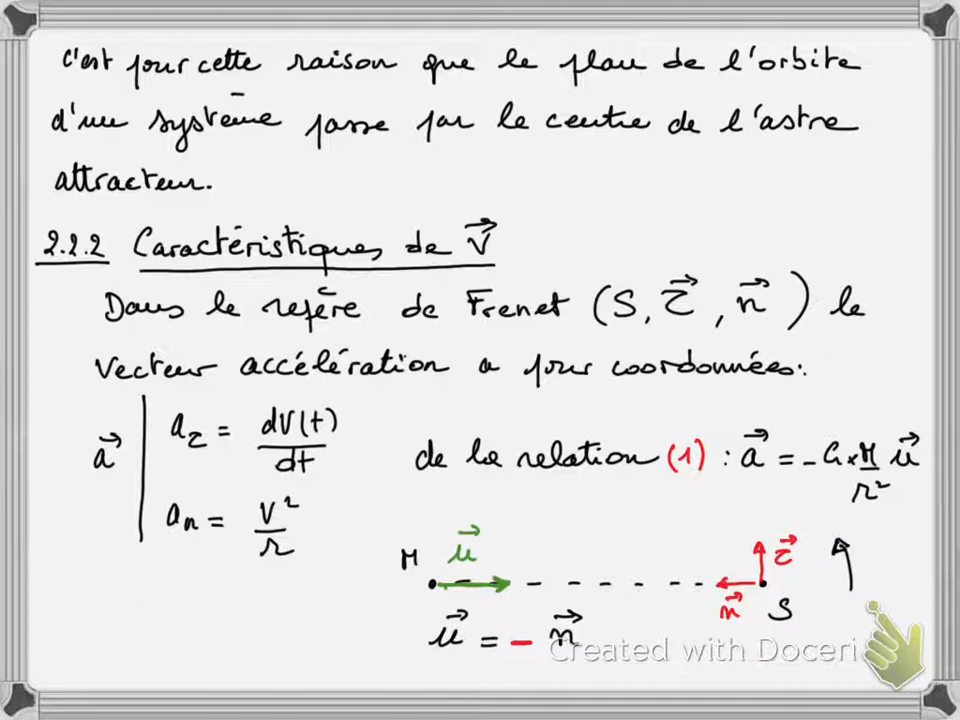 c'est pour cette raison que le plan de l'orbite
d'un système passe par le centre de l'astre
attracteur.
2.2.2 Caractéristiques de V⃗
Dans le repère de Frenet (S, τ⃗, n⃗) le
vecteur accélération a pour coordonnées:
a⃗ | aτ = dV(t)/dt
an = V²/r
de la relation (1) : a⃗ = - G×M/r² u⃗
M u⃗ τ⃗
n⃗ S
u⃗ = - n⃗
Created with Doceri